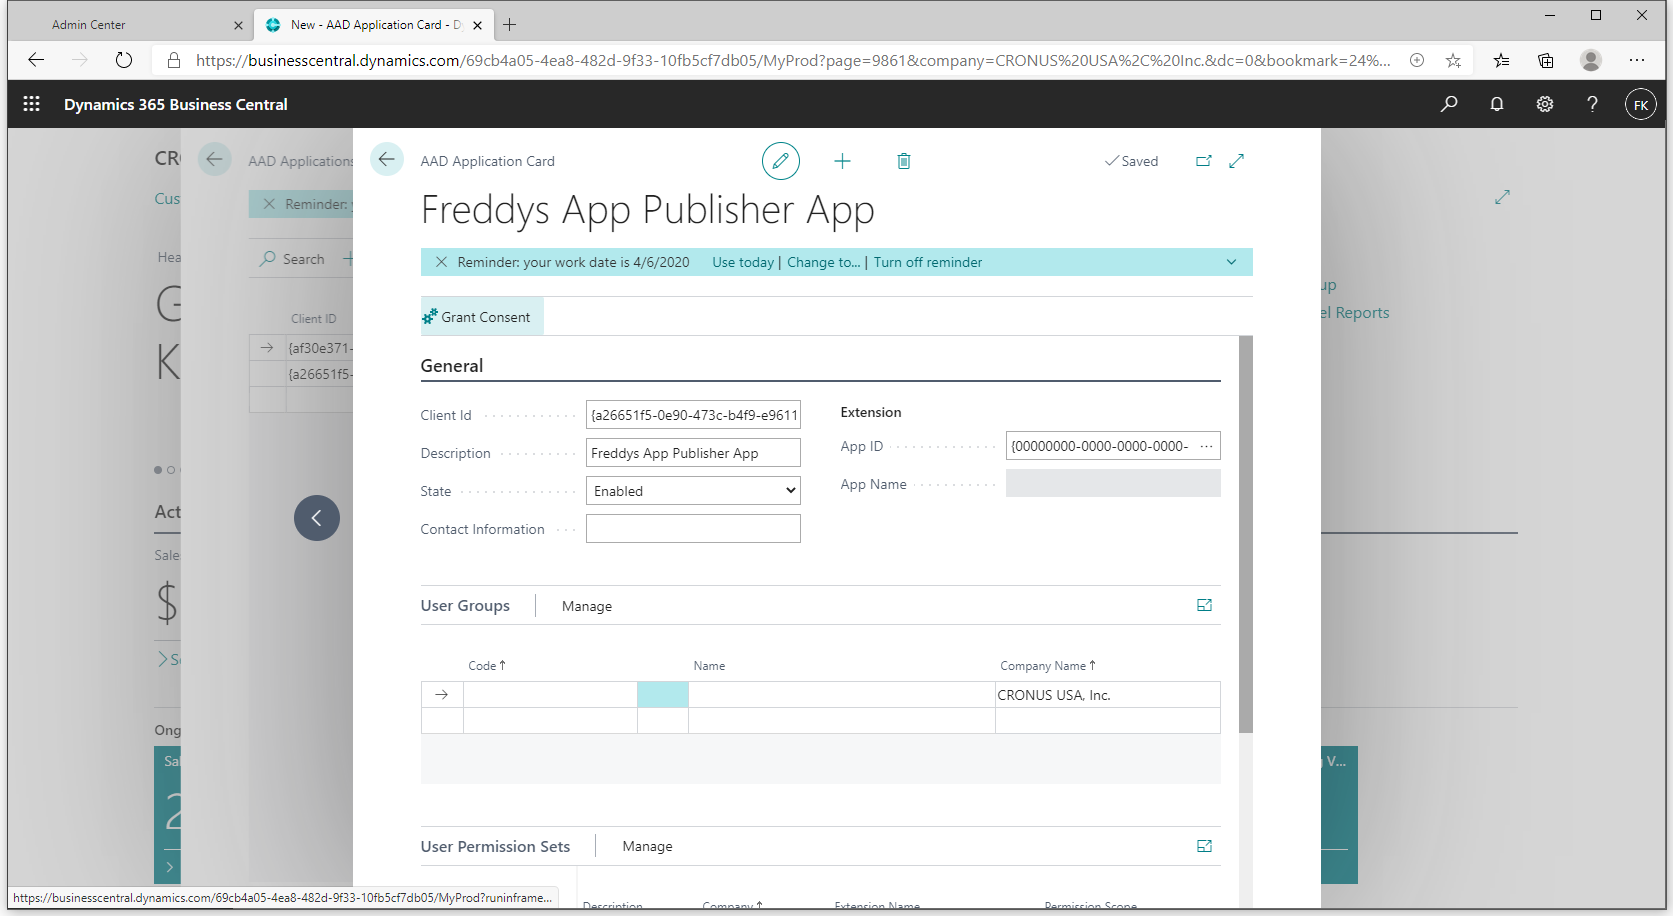 Admin Center
New - AAD Application Card - D
https://businesscentral.dynamics.com/69cb4a05-4ea8-482d-9f33-10fb5cf7db05/MyProd?page=9861&company=CRONUS%20USA%2C%20Inc.&dc=0&bookmark=24%...
Dynamics 365 Business Central
FK
AAD Applications
Cus
Reminder:
Hea
Search
Client ID
{af30e371-
{a26651f5-
Act
Sale
$
Ong
Sal
2
AAD Application Card
Saved
Freddys App Publisher App
Reminder: your work date is 4/6/2020 Use today | Change to... | Turn off reminder
Grant Consent
General
Client Id {a26651f5-0e90-473c-b4f9-e9611
Description Freddys App Publisher App
State Enabled
Contact Information
Extension
App ID {00000000-0000-0000-0000- ...
App Name
User Groups Manage
Code ↑ Name Company Name ↑
CRONUS USA, Inc.
User Permission Sets Manage
Description Company ↑ Extension Name Permission Scope
up
el Reports
V...
https://businesscentral.dynamics.com/69cb4a05-4ea8-482d-9f33-10fb5cf7db05/MyProd?runinframe...